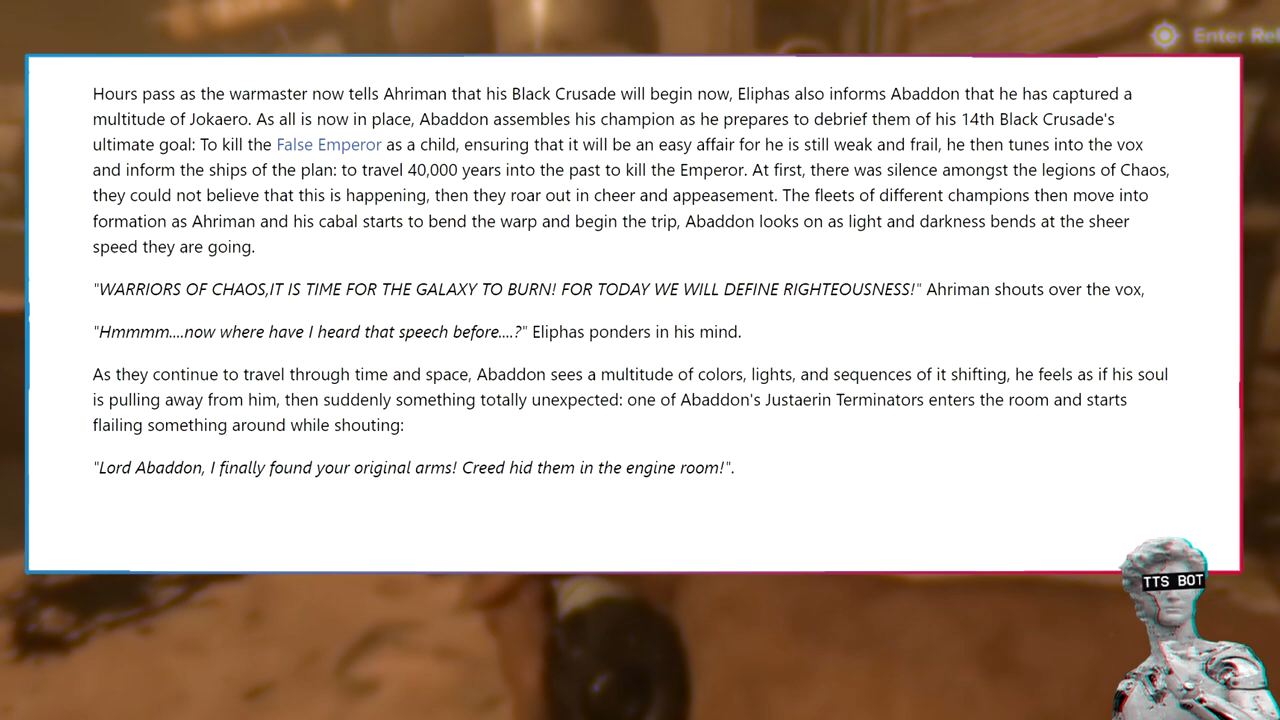 Enter Rel
Hours pass as the warmaster now tells Ahriman that his Black Crusade will begin now, Eliphas also informs Abaddon that he has captured a
multitude of Jokaero. As all is now in place, Abaddon assembles his champion as he prepares to debrief them of his 14th Black Crusade's
ultimate goal: To kill the False Emperor as a child, ensuring that it will be an easy affair for he is still weak and frail, he then tunes into the vox
and inform the ships of the plan: to travel 40,000 years into the past to kill the Emperor. At first, there was silence amongst the legions of Chaos,
they could not believe that this is happening, then they roar out in cheer and appeasement. The fleets of different champions then move into
formation as Ahriman and his cabal starts to bend the warp and begin the trip, Abaddon looks on as light and darkness bends at the sheer
speed they are going.
"WARRIORS OF CHAOS,IT IS TIME FOR THE GALAXY TO BURN! FOR TODAY WE WILL DEFINE RIGHTEOUSNESS!" Ahriman shouts over the vox,
"Hmmmm....now where have I heard that speech before....?" Eliphas ponders in his mind.
As they continue to travel through time and space, Abaddon sees a multitude of colors, lights, and sequences of it shifting, he feels as if his soul
is pulling away from him, then suddenly something totally unexpected: one of Abaddon's Justaerin Terminators enters the room and starts
flailing something around while shouting:
"Lord Abaddon, I finally found your original arms! Creed hid them in the engine room!".
TTS BOT